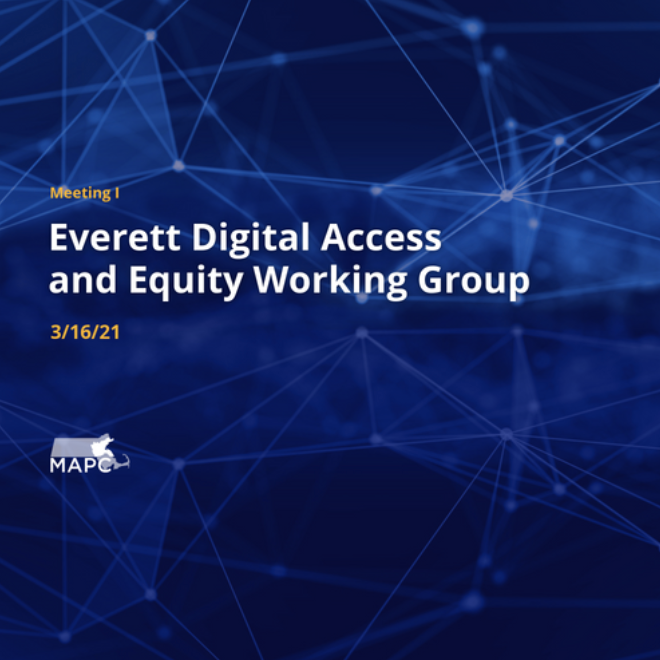 Meeting I
Everett Digital Access
and Equity Working Group
3/16/21
MAPC